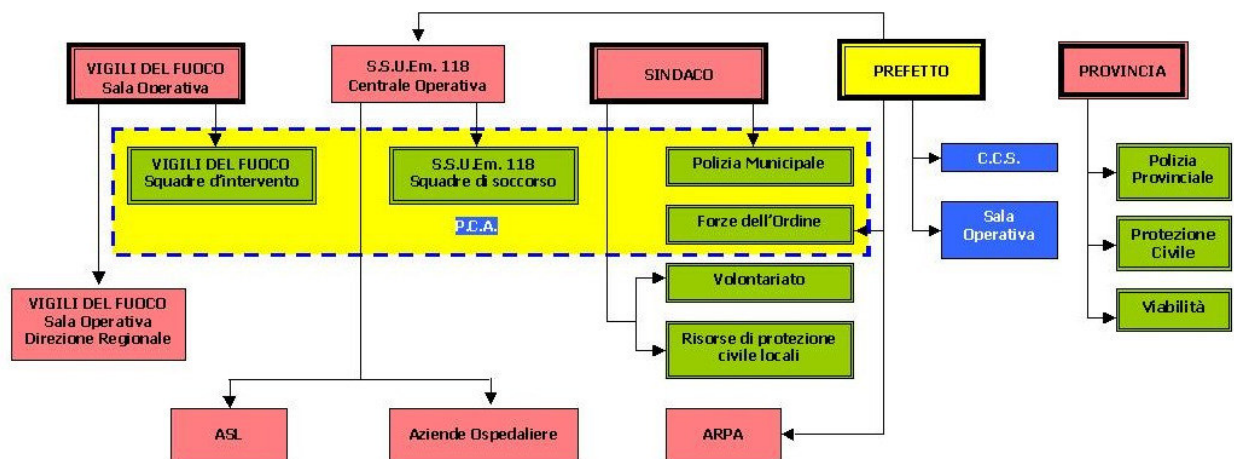 VIGILI DEL FUOCO
Sala Operativa
S.S.U.Em. 118
Centrale Operativa
SINDACO
PREFETTO
PROVINCIA
VIGILI DEL FUOCO
Squadre d'intervento
S.S.U.Em. 118
Squadre di soccorso
Polizia Municipale
C.C.S.
Polizia
Provinciale
P.C.A.
Forze dell'Ordine
Sala
Operativa
Protezione
Civile
Volontariato
VIGILI DEL FUOCO
Sala Operativa
Direzione Regionale
Risorse di protezione
civile locali
Viabilità
ASL
Aziende Ospedaliere
ARPA